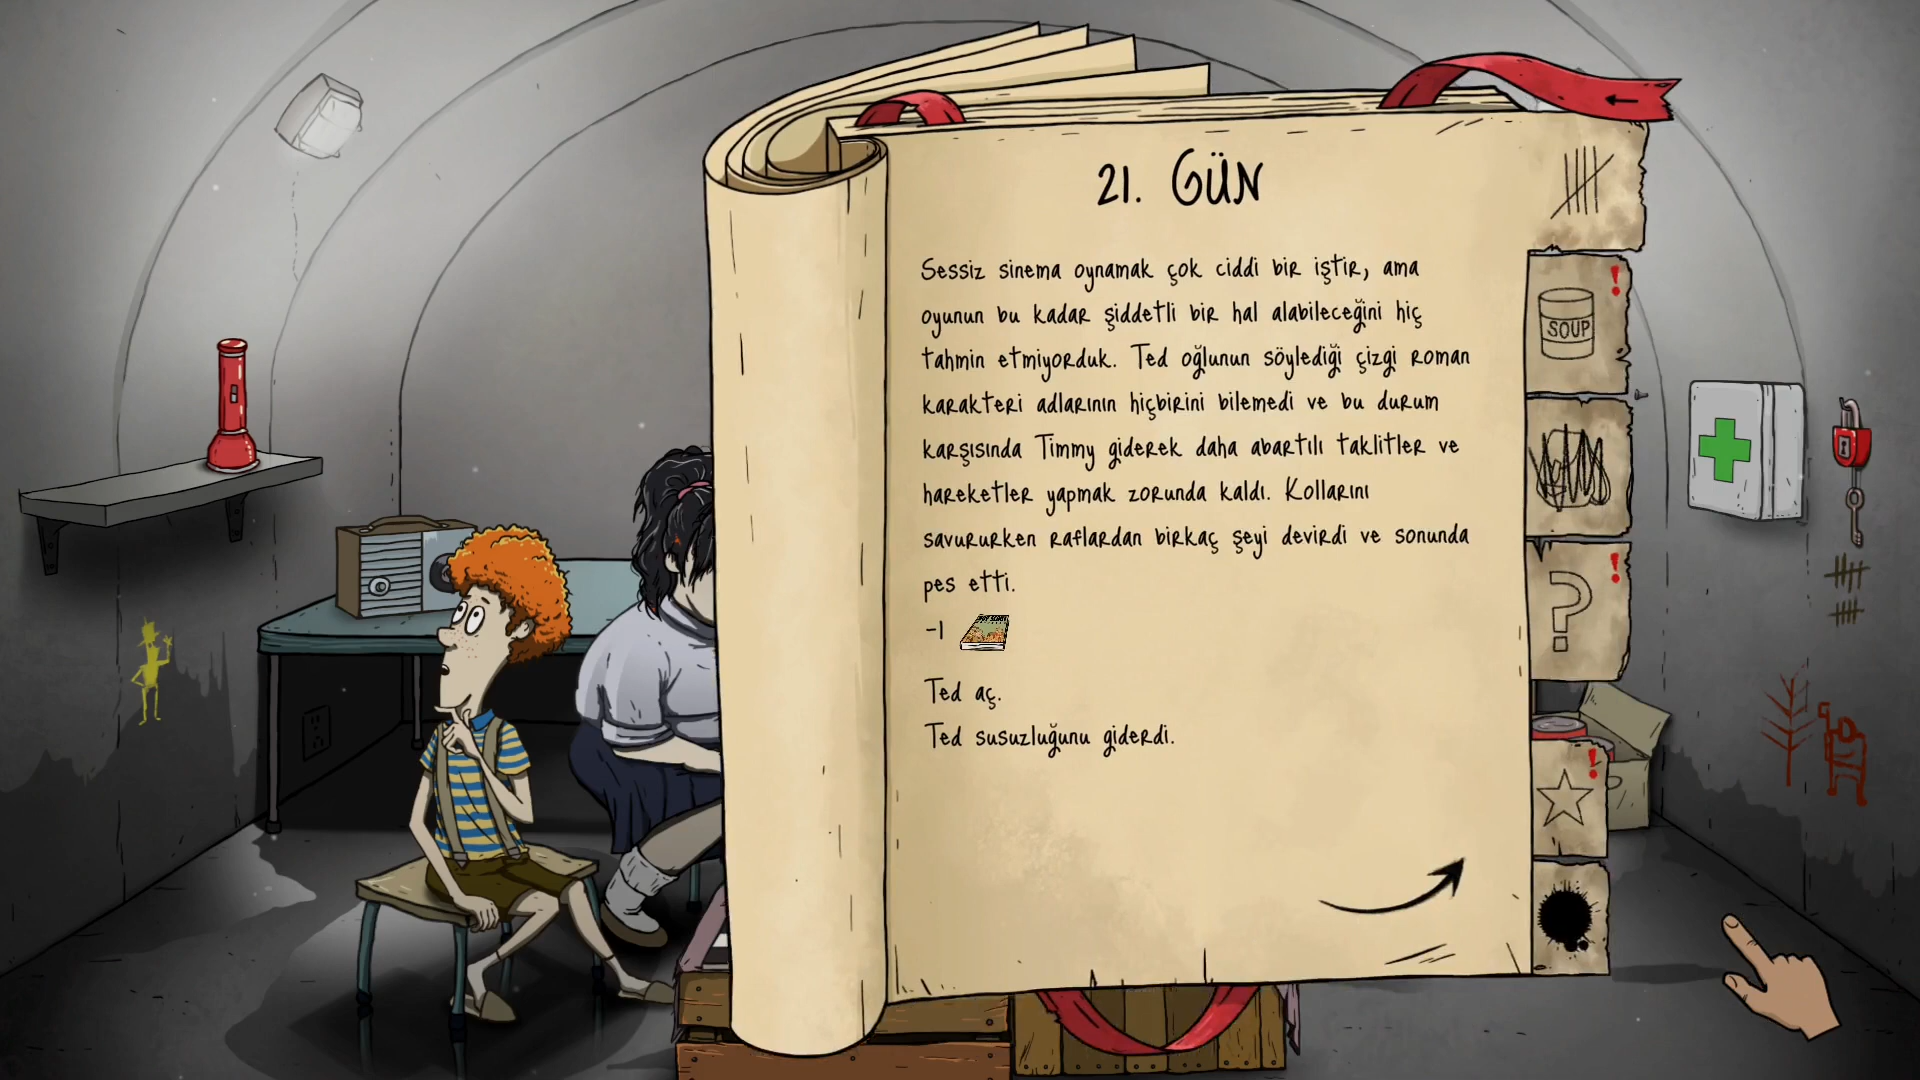 21. GÜN
Sessiz sinema oynamak çok ciddi bir iştir, ama
oyunun bu kadar şiddetli bir hal alabileceğini hiç
tahmin etmiyorduk. Ted oğlunun söylediği çizgi roman
karakteri adlarının hiçbirini bilemedi ve bu durum
karşısında Timmy giderek daha abartılı taklitler ve
hareketler yapmak zorunda kaldı. Kollarını
savururken raflardan birkaç şeyi devirdi ve sonunda
pes etti.
-1
Ted aç.
Ted susuzluğunu giderdi.
!
SOUP
!
?
!